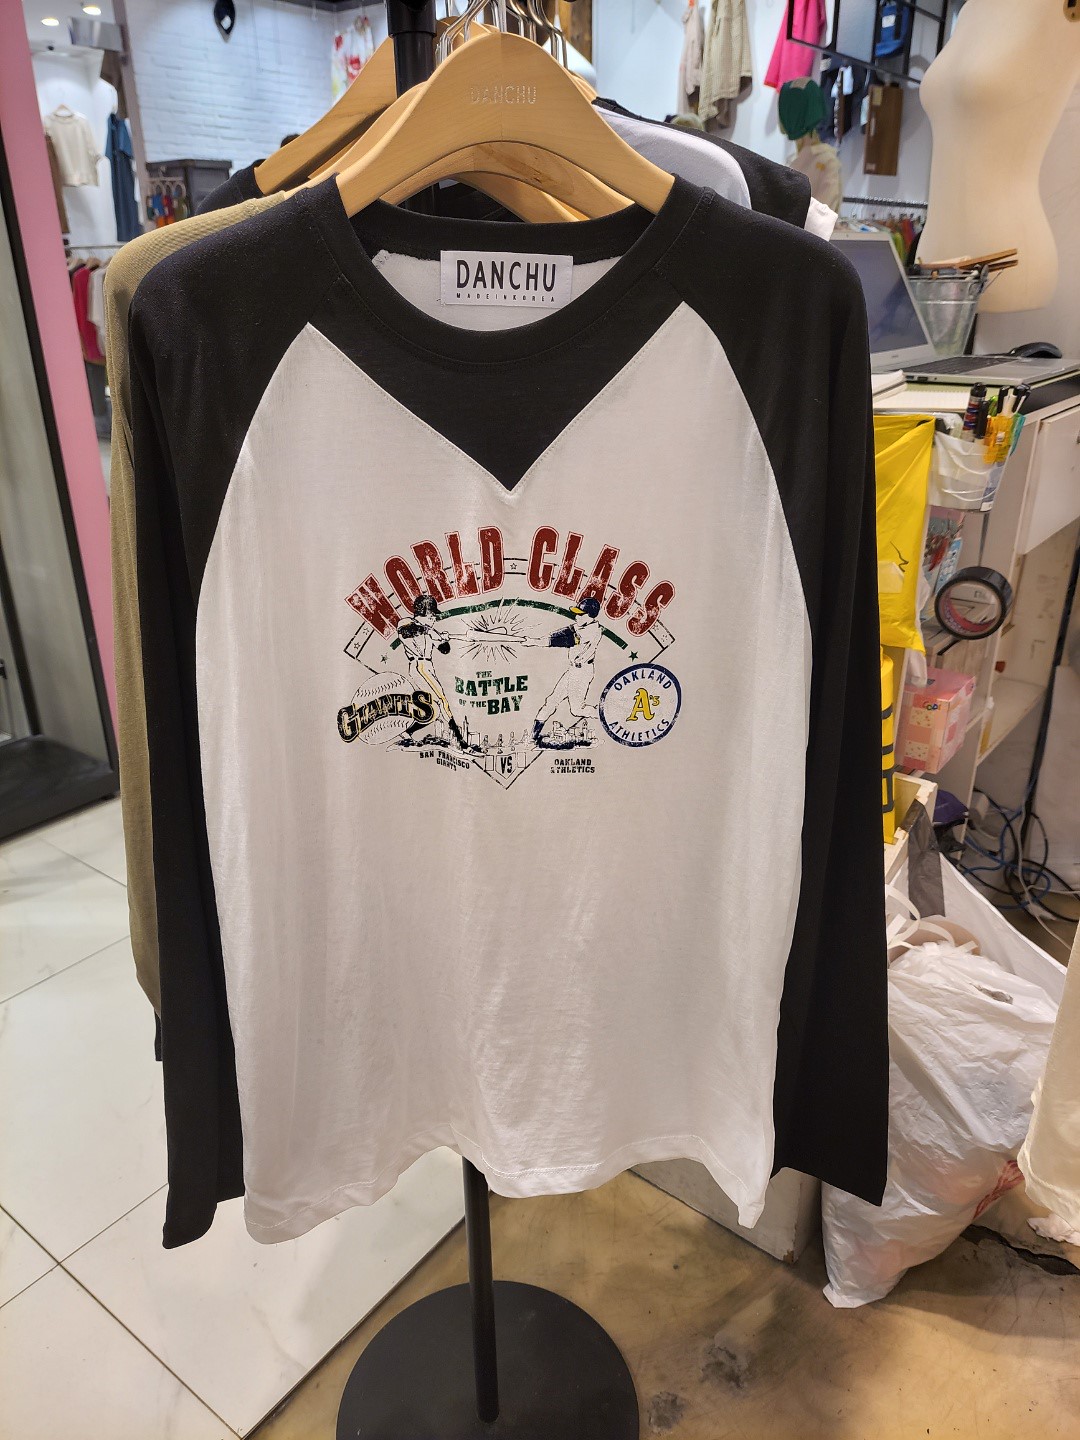 DANCHU
DANCHU
MADE IN KOREA
WORLD CLASS
THE
BATTLE
OF THE BAY
GIANTS
OAKLAND
A's
ATHLETICS
SAN FRANCISCO
GIANTS
VS
OAKLAND
ATHLETICS